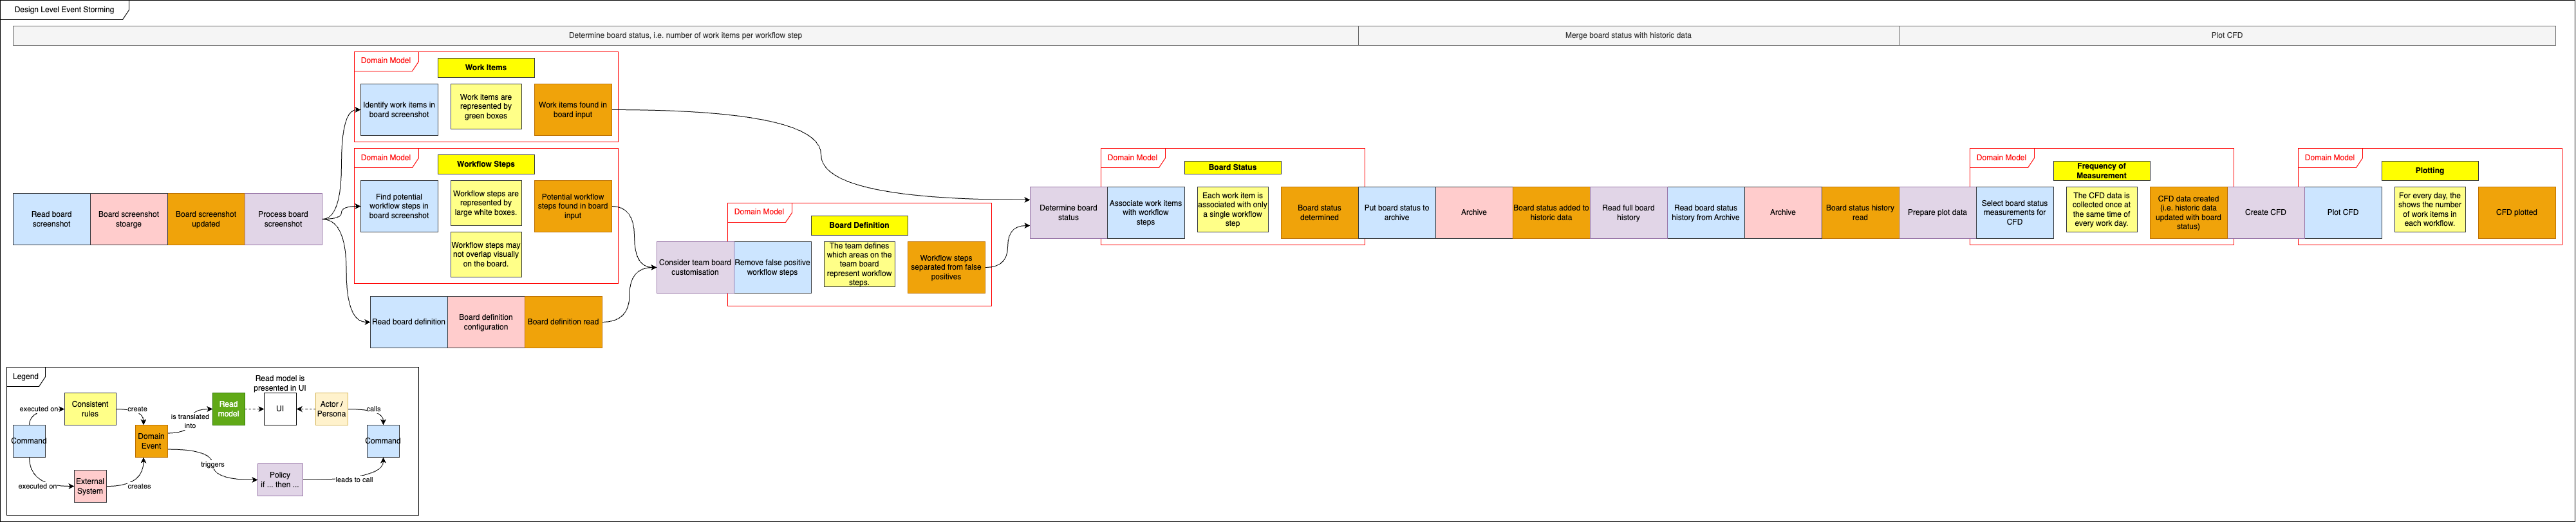 Design Level Event Storming
Determine board status, i.e. number of work items per workflow step
Merge board status with historic data
Plot CFD
Domain Model
Work Items
Identify work items in
board screenshot
Work items are
represented by
green boxes
Work items found in
board input
Domain Model
Workflow Steps
Find potential
workflow steps in
board screenshot
Workflow steps are
represented by
large white boxes.
Workflow steps may
not overlap visually
on the board.
Potential workflow
steps found in board
input
Read board
screenshot
Board screenshot
stoarge
Board screenshot
updated
Process board
screenshot
Read board definition
Board definition
configuration
Board definition read
Consider team board
customisation
Domain Model
Board Definition
Remove false positive
workflow steps
The team defines
which areas on the
team board
represent workflow
steps.
Workflow steps
separated from false
positives
Determine board
status
Domain Model
Board Status
Associate work items
with workflow
steps
Each work item is
associated with only
a single workflow
step
Board status
determined
Put board status to
archive
Archive
Board status added to
historic data
Read full board
history
Read board status
history from Archive
Archive
Board status history
read
Prepare plot data
Domain Model
Frequency of
Measurement
Select board status
measurements for
CFD
The CFD data is
collected once at
the same time of
every work day.
CFD data created
(i.e. historic data
updated with board
status)
Create CFD
Domain Model
Plotting
Plot CFD
For every day, the
shows the number
of work items in
each workflow.
CFD plotted
Legend
Command
executed on
Consistent
rules
create
executed on
External
System
creates
Domain
Event
is translated
into
Read
model
Read model is
presented in UI
UI
Actor /
Persona
calls
Command
triggers
Policy
if ... then ...
leads to call